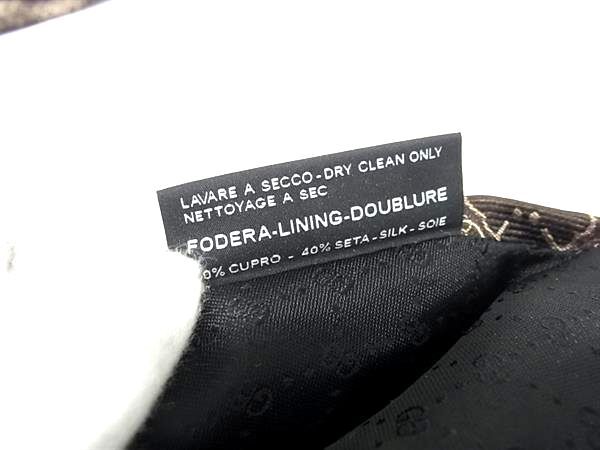 LAVARE A SECCO-DRY CLEAN ONLY
NETTOYAGE A SEC
FODERA-LINING-DOUBLURE
0% CUPRO - 40% SETA-SILK-SOIE